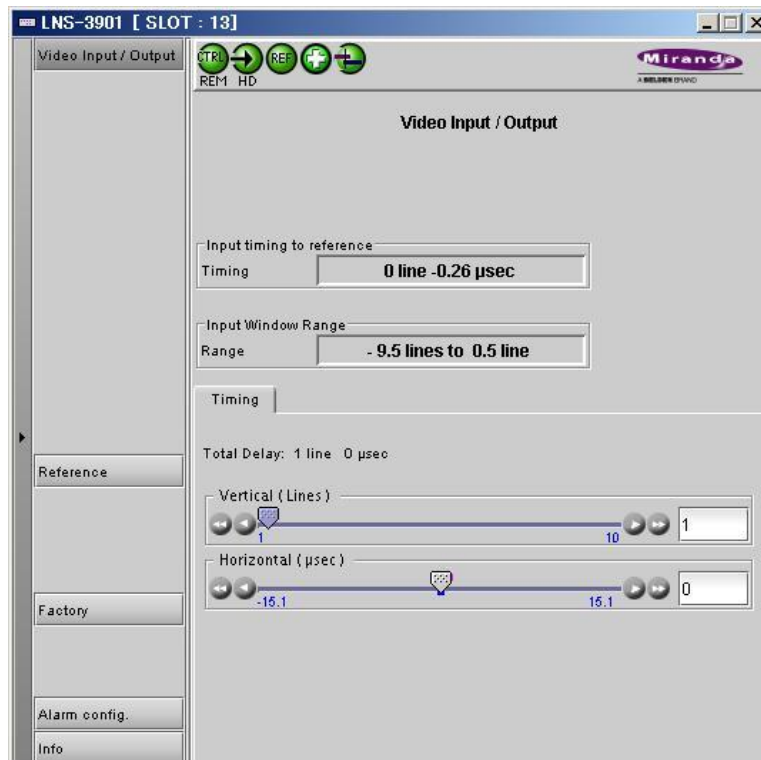 LNS-3901 [ SLOT : 13]
Video Input / Output
CTRL
REF
REM HD
Miranda
A BELDEN BRAND
Video Input / Output
Input timing to reference
Timing 0 line -0.26 µsec
Input Window Range
Range - 9.5 lines to 0.5 line
Timing
Total Delay: 1 line 0 µsec
Reference
Vertical ( Lines )
1 10 1
Horizontal ( µsec )
-15.1 15.1 0
Factory
Alarm config.
Info